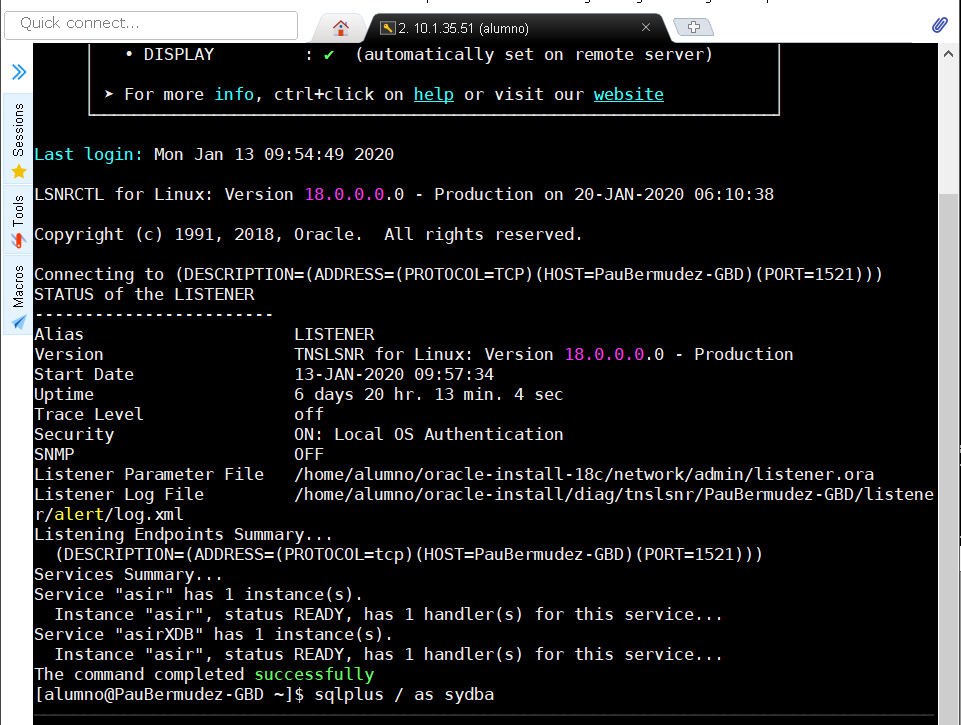 Quick connect...
2. 10.1.35.51 (alumno)
Sessions
Tools
Macros
• DISPLAY : ✔ (automatically set on remote server)
➤ For more info, ctrl+click on help or visit our website
Last login: Mon Jan 13 09:54:49 2020
LSNRCTL for Linux: Version 18.0.0.0.0 - Production on 20-JAN-2020 06:10:38
Copyright (c) 1991, 2018, Oracle.  All rights reserved.
Connecting to (DESCRIPTION=(ADDRESS=(PROTOCOL=TCP)(HOST=PauBermudez-GBD)(PORT=1521)))
STATUS of the LISTENER
------------------------
Alias                     LISTENER
Version                   TNSLSNR for Linux: Version 18.0.0.0.0 - Production
Start Date                13-JAN-2020 09:57:34
Uptime                    6 days 20 hr. 13 min. 4 sec
Trace Level               off
Security                  ON: Local OS Authentication
SNMP                      OFF
Listener Parameter File   /home/alumno/oracle-install-18c/network/admin/listener.ora
Listener Log File         /home/alumno/oracle-install/diag/tnslsnr/PauBermudez-GBD/listene
r/alert/log.xml
Listening Endpoints Summary...
  (DESCRIPTION=(ADDRESS=(PROTOCOL=tcp)(HOST=PauBermudez-GBD)(PORT=1521)))
Services Summary...
Service "asir" has 1 instance(s).
  Instance "asir", status READY, has 1 handler(s) for this service...
Service "asirXDB" has 1 instance(s).
  Instance "asir", status READY, has 1 handler(s) for this service...
The command completed successfully
[alumno@PauBermudez-GBD ~]$ sqlplus / as sydba